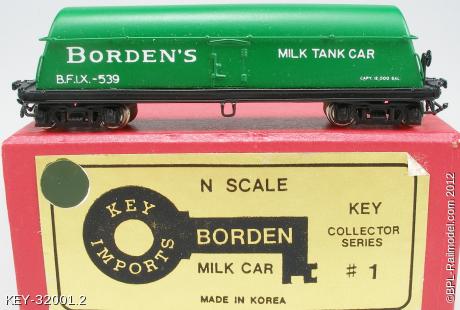 BORDEN'S
MILK TANK CAR
B.F.I.X.-539
CAPY. 12,000 GAL.
N SCALE
KEY IMPORTS
BORDEN
MILK CAR
KEY
COLLECTOR
SERIES
# 1
MADE IN KOREA
KEY-32001.2
©BPL-Railmodel.com 2012